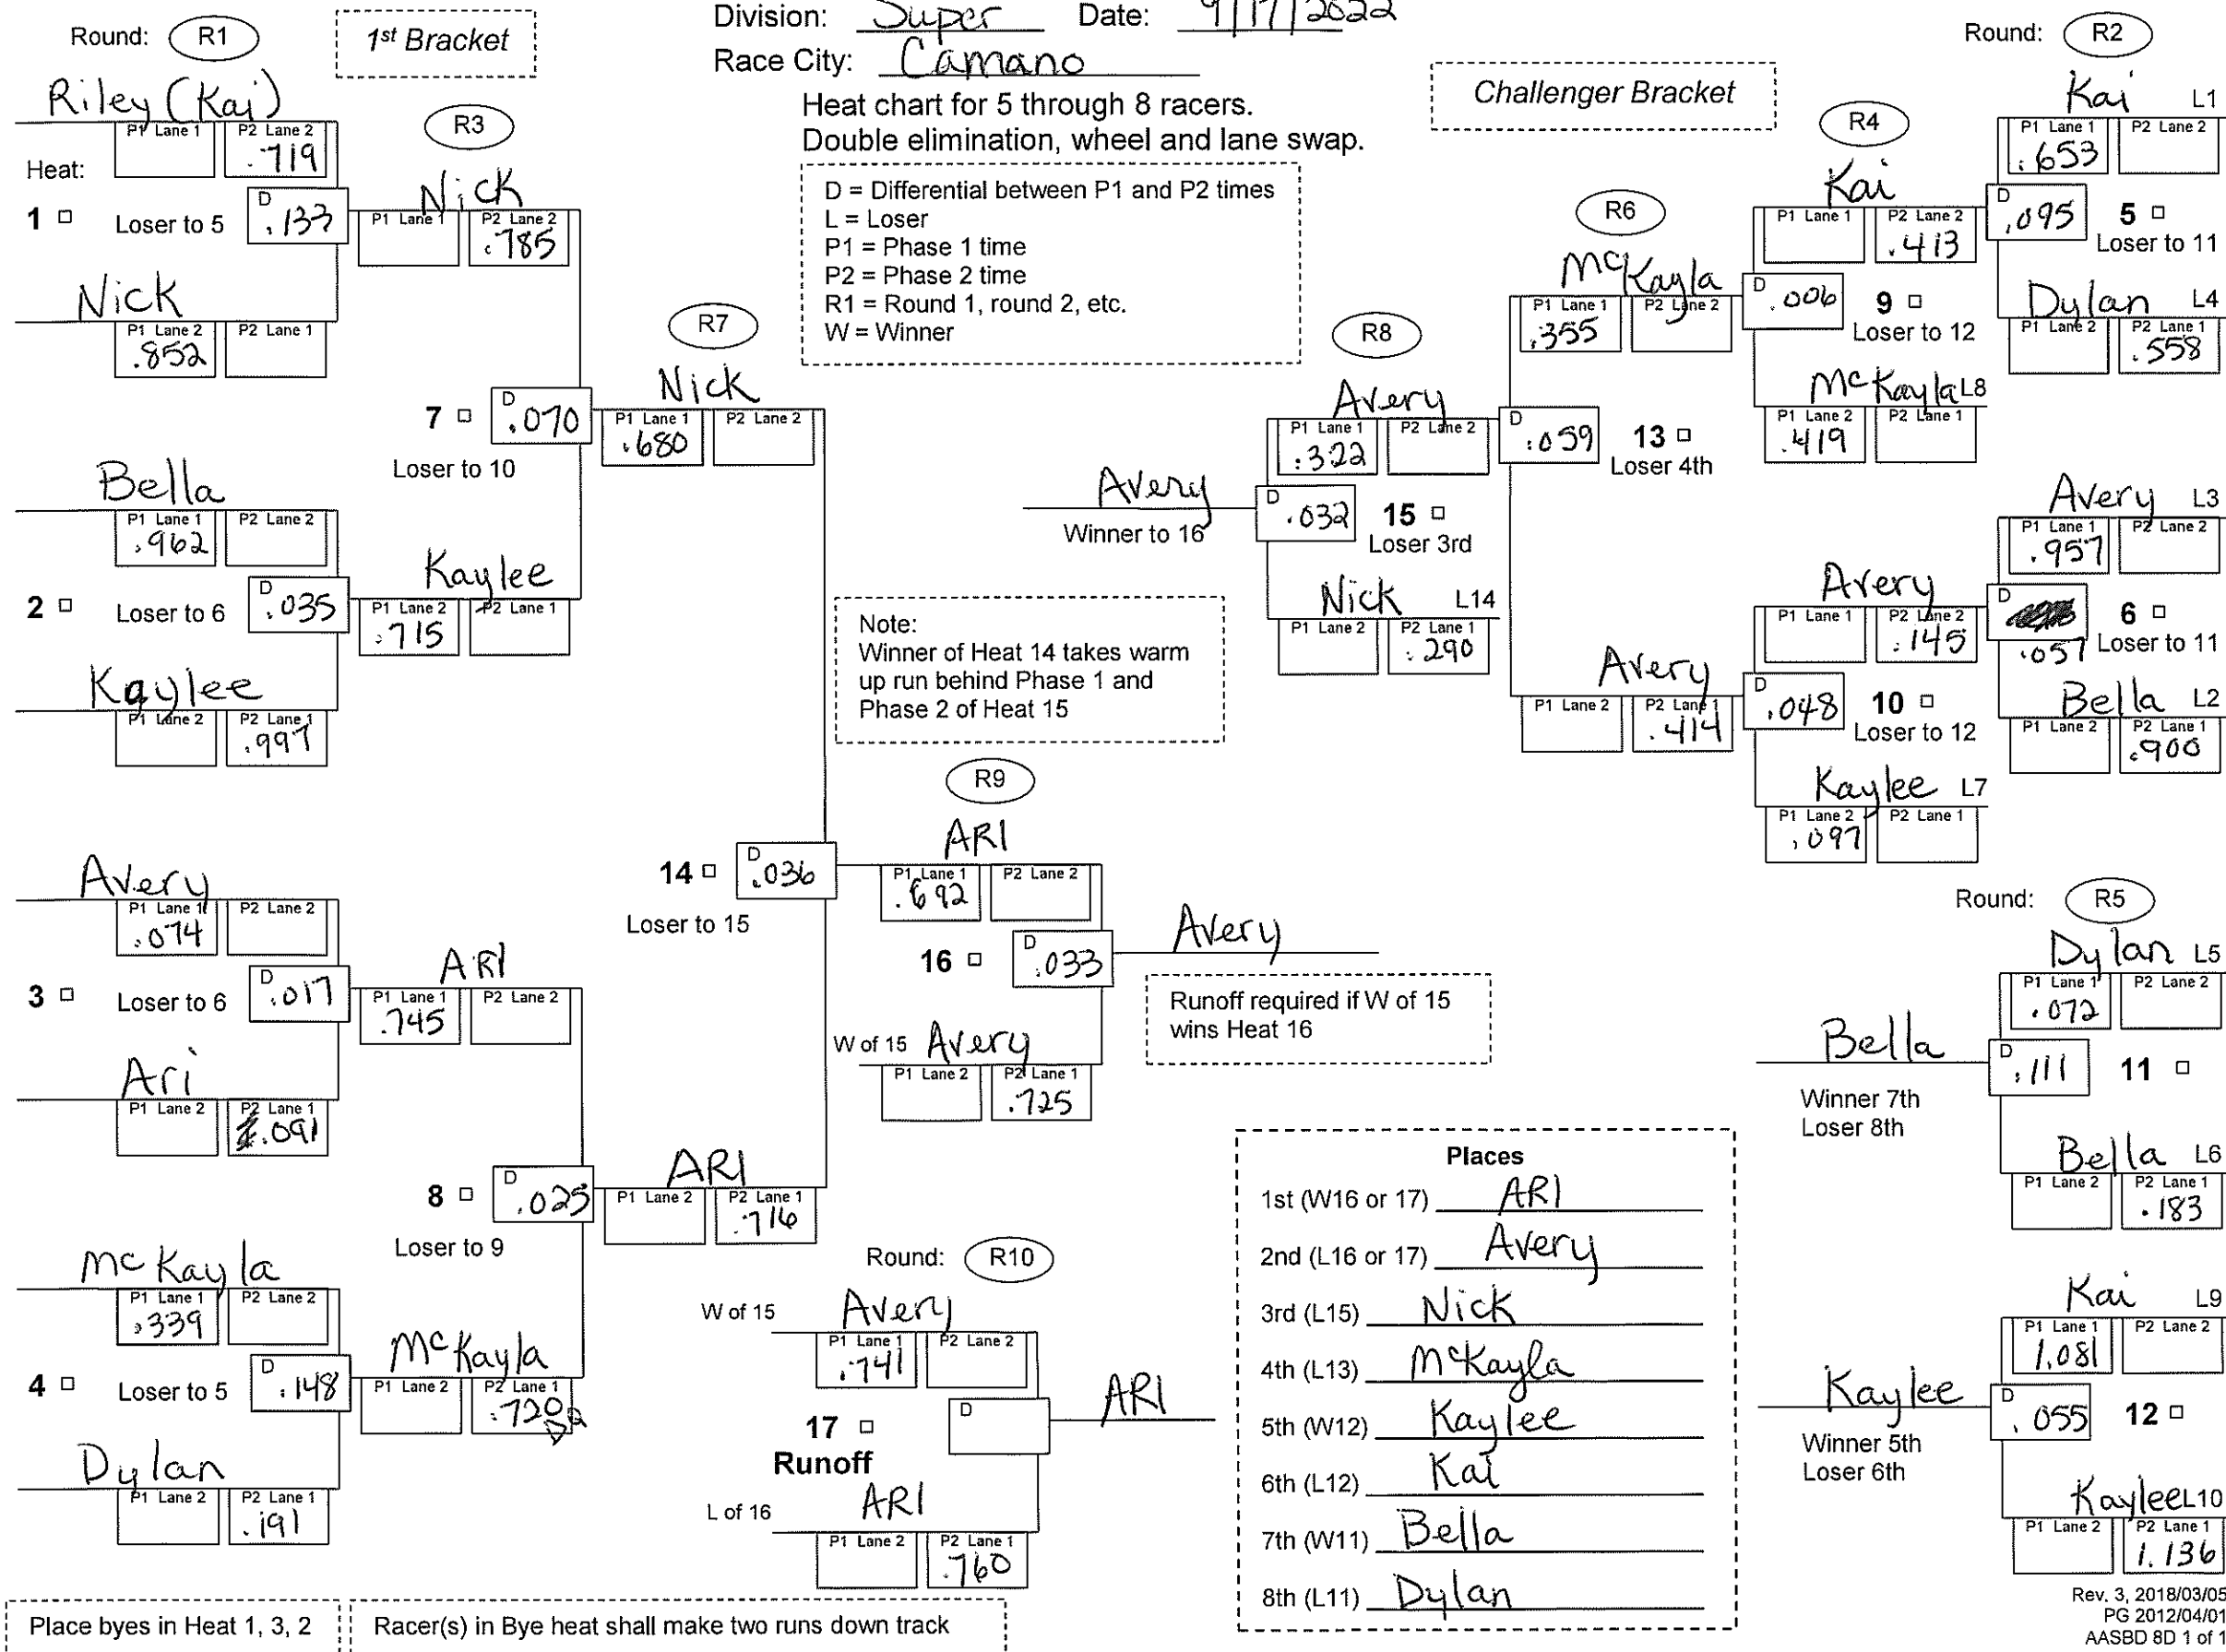 Division: Super Date: 9/17/2022
Race City: Camano
Heat chart for 5 through 8 racers.
Double elimination, wheel and lane swap.
D = Differential between P1 and P2 times
L = Loser
P1 = Phase 1 time
P2 = Phase 2 time
R1 = Round 1, round 2, etc.
W = Winner
Round: R1
1st Bracket
Riley (Kai)
P1 Lane 1 P2 Lane 2
.719
Heat:
1 Loser to 5 D .133
Nick
P1 Lane 2 P2 Lane 1
.852
Bella
P1 Lane 1 P2 Lane 2
.962
2 Loser to 6 D .035
Kaylee
P1 Lane 2 P2 Lane 1
.997
Avery
P1 Lane 1 P2 Lane 2
.074
3 Loser to 6 D .017
Ari
P1 Lane 2 P2 Lane 1
.091
McKayla
P1 Lane 1 P2 Lane 2
.339
4 Loser to 5 D .148
Dylan
P1 Lane 2 P2 Lane 1
.191
R3
Nick
P1 Lane 1 P2 Lane 2
.785
7 D .070
Loser to 10
Kaylee
P1 Lane 2 P2 Lane 1
.715
ARI
P1 Lane 1 P2 Lane 2
.745
8 D .025
Loser to 9
McKayla
P1 Lane 2 P2 Lane 1
.720
DQ
R7
Nick
P1 Lane 1 P2 Lane 2
.680
14 D .036
Loser to 15
ARI
P1 Lane 2 P2 Lane 1
.716
Note:
Winner of Heat 14 takes warm
up run behind Phase 1 and
Phase 2 of Heat 15
R9
ARI
P1 Lane 1 P2 Lane 2
.692
16 D .033
Avery
Runoff required if W of 15
wins Heat 16
W of 15 Avery
P1 Lane 2 P2 Lane 1
.725
Round: R10
W of 15 Avery
P1 Lane 1 P2 Lane 2
.741
17 D
Runoff
ARI
L of 16 ARI
P1 Lane 2 P2 Lane 1
.760
Challenger Bracket
Round: R2
Kai L1
P1 Lane 1 P2 Lane 2
.653
D .095 5
Loser to 11
Dylan L4
P1 Lane 2 P2 Lane 1
.558
Avery L3
P1 Lane 1 P2 Lane 2
.957
D 6
.057 Loser to 11
Bella L2
P1 Lane 2 P2 Lane 1
.900
R4
Kai
P1 Lane 1 P2 Lane 2
.413
D .006 9
Loser to 12
McKayla L8
P1 Lane 2 P2 Lane 1
.419
Avery
P1 Lane 1 P2 Lane 2
.145
D .048 10
Loser to 12
Kaylee L7
P1 Lane 2 P2 Lane 1
.097
R6
McKayla
P1 Lane 1 P2 Lane 2
.355
D .059 13
Loser 4th
Avery
P1 Lane 2 P2 Lane 1
.414
R8
Avery
P1 Lane 1 P2 Lane 2
.322
Avery
Winner to 16
D .032 15
Loser 3rd
Nick L14
P1 Lane 2 P2 Lane 1
.290
Round: R5
Dylan L5
P1 Lane 1 P2 Lane 2
.072
Bella
D .111 11
Winner 7th
Loser 8th
Bella L6
P1 Lane 2 P2 Lane 1
.183
Kai L9
P1 Lane 1 P2 Lane 2
1.081
Kaylee
D .055 12
Winner 5th
Loser 6th
Kaylee L10
P1 Lane 2 P2 Lane 1
1.136
Places
1st (W16 or 17) ARI
2nd (L16 or 17) Avery
3rd (L15) Nick
4th (L13) McKayla
5th (W12) Kaylee
6th (L12) Kai
7th (W11) Bella
8th (L11) Dylan
Place byes in Heat 1, 3, 2
Racer(s) in Bye heat shall make two runs down track
Rev. 3, 2018/03/05
PG 2012/04/01
AASBD 8D 1 of 1